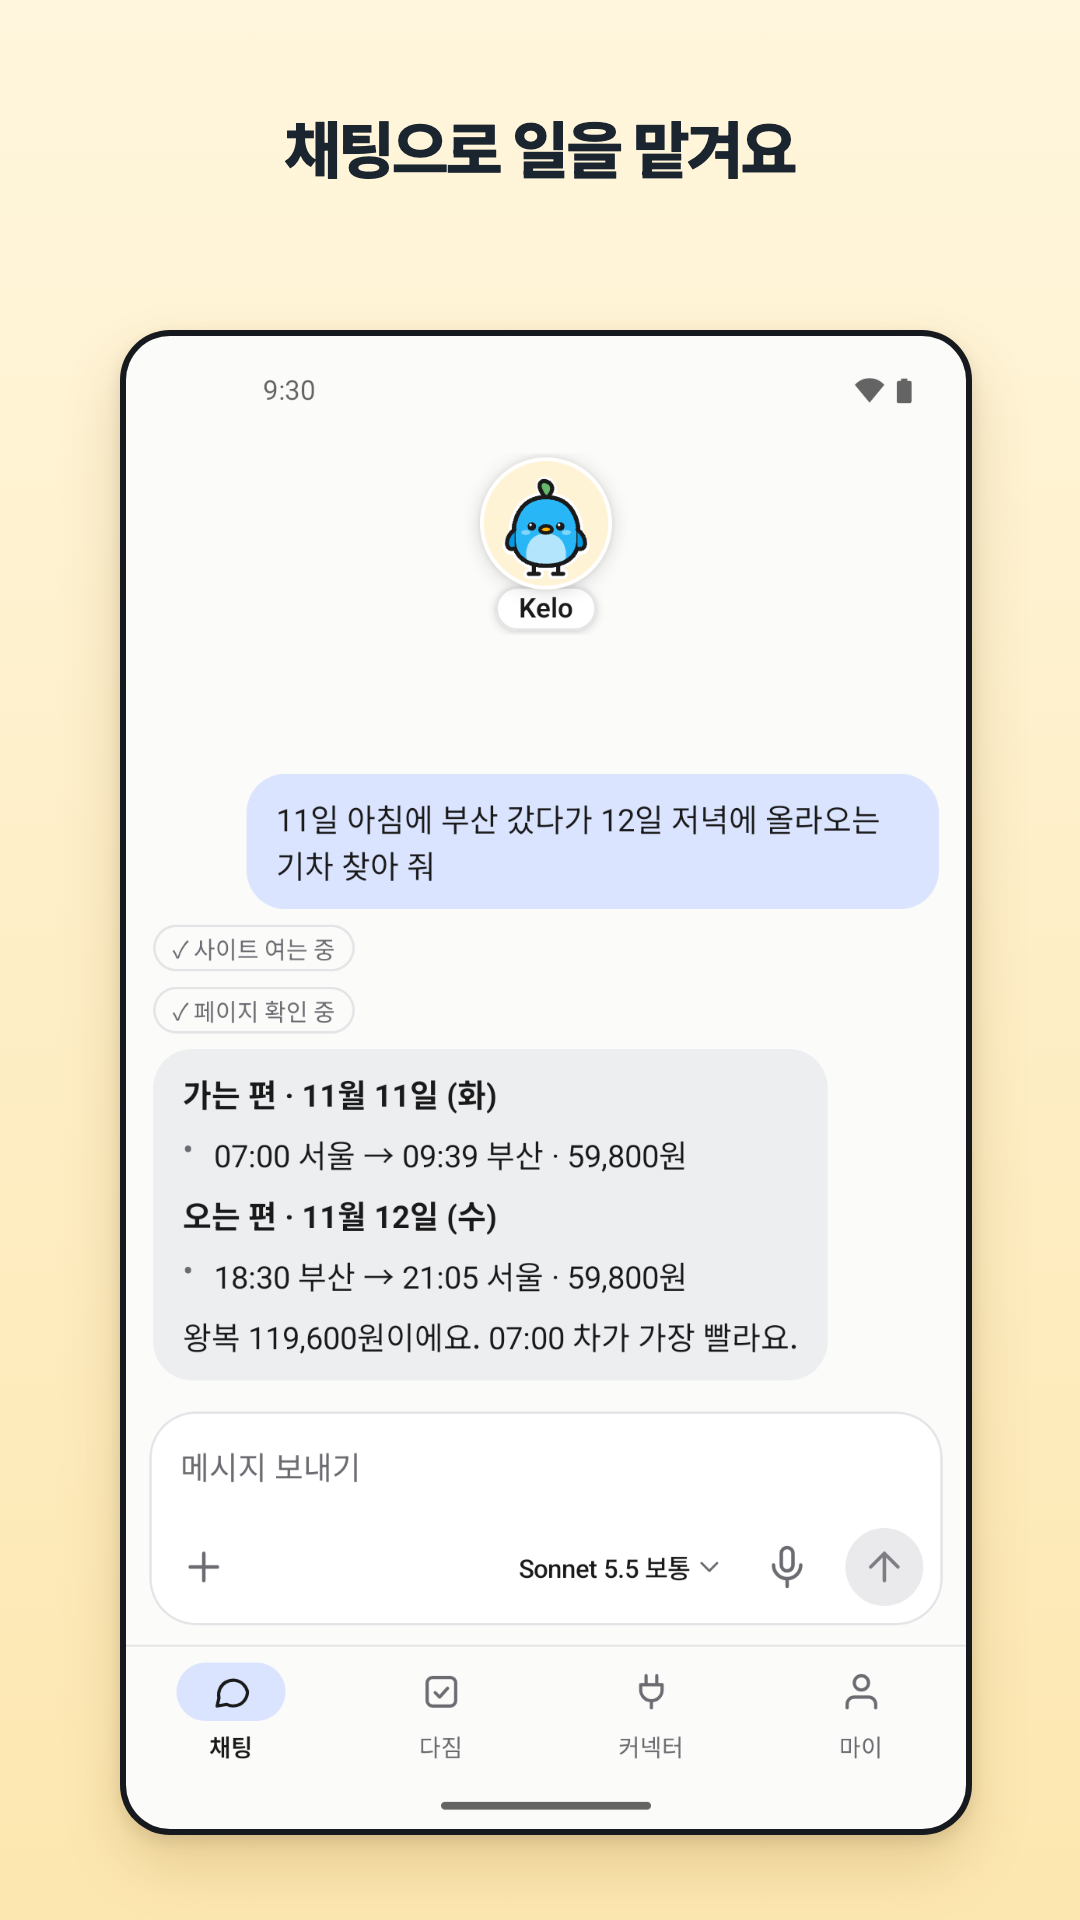 채팅으로 일을 맡겨요
9:30
Kelo
11일 아침에 부산 갔다가 12일 저녁에 올라오는
기차 찾아 줘
✓ 사이트 여는 중
✓ 페이지 확인 중
가는 편 · 11월 11일 (화)
• 07:00 서울 → 09:39 부산 · 59,800원
오는 편 · 11월 12일 (수)
• 18:30 부산 → 21:05 서울 · 59,800원
왕복 119,600원이에요. 07:00 차가 가장 빨라요.
메시지 보내기
Sonnet 5.5 보통
채팅
다짐
커넥터
마이